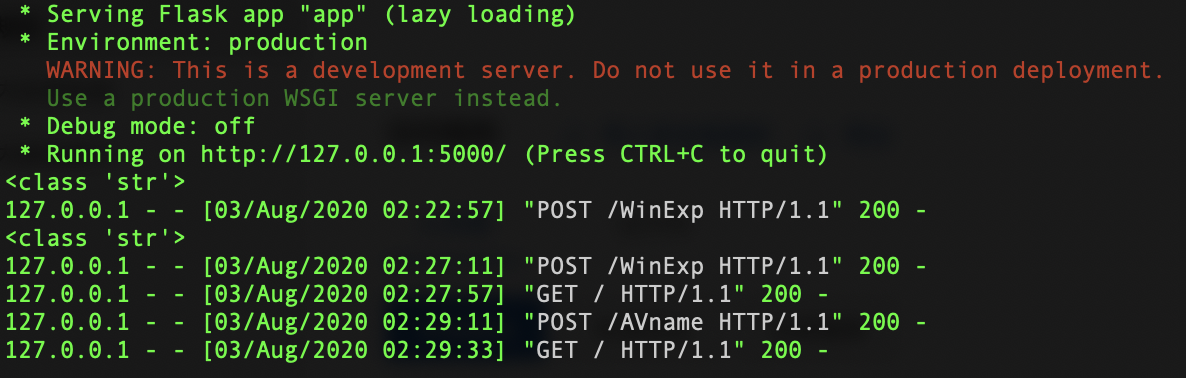 * Serving Flask app "app" (lazy loading)
* Environment: production
WARNING: This is a development server. Do not use it in a production deployment.
Use a production WSGI server instead.
* Debug mode: off
* Running on http://127.0.0.1:5000/ (Press CTRL+C to quit)
<class 'str'>
127.0.0.1 - - [03/Aug/2020 02:22:57] "POST /WinExp HTTP/1.1" 200 -
<class 'str'>
127.0.0.1 - - [03/Aug/2020 02:27:11] "POST /WinExp HTTP/1.1" 200 -
127.0.0.1 - - [03/Aug/2020 02:27:57] "GET / HTTP/1.1" 200 -
127.0.0.1 - - [03/Aug/2020 02:29:11] "POST /AVname HTTP/1.1" 200 -
127.0.0.1 - - [03/Aug/2020 02:29:33] "GET / HTTP/1.1" 200 -